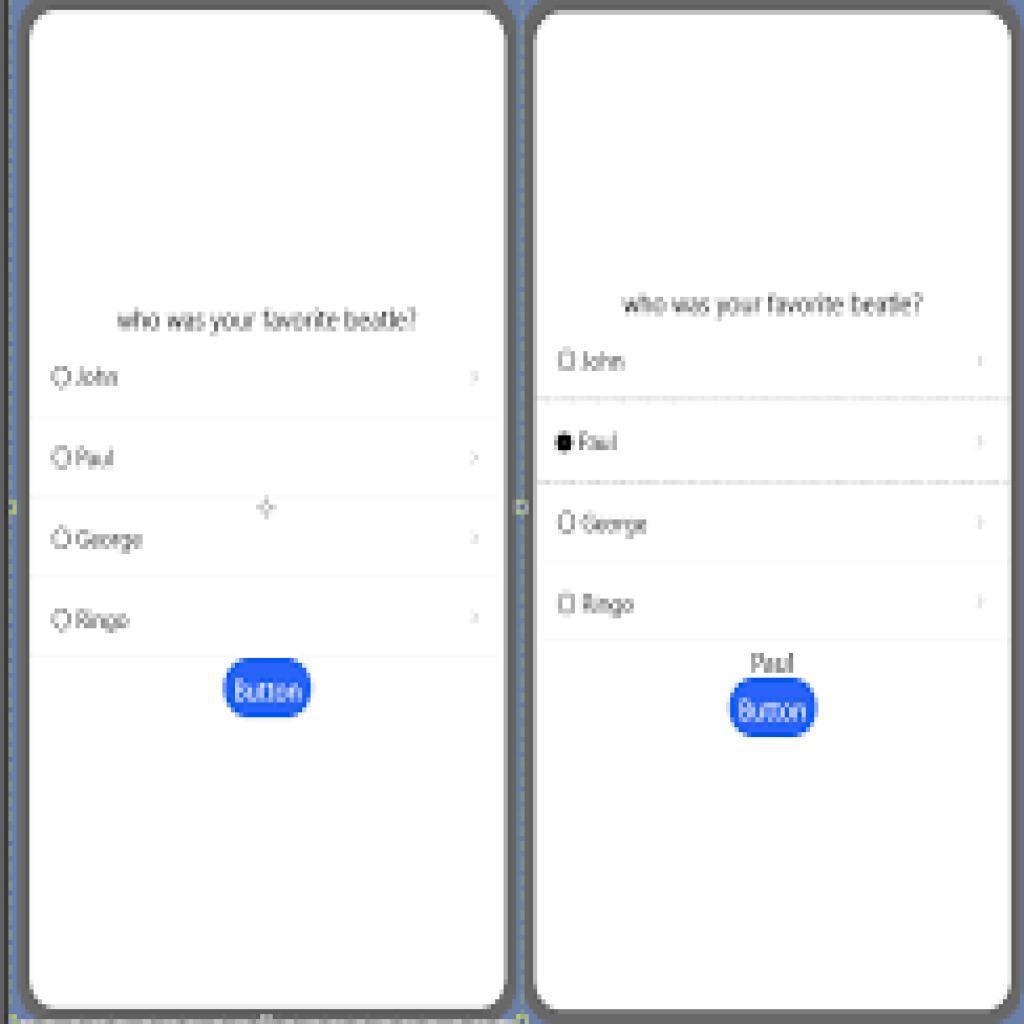 who was your favorite beatle?
John
Paul
George
Ringo
Button
who was your favorite beatle?
John
Paul
George
Ringo
Paul
Button